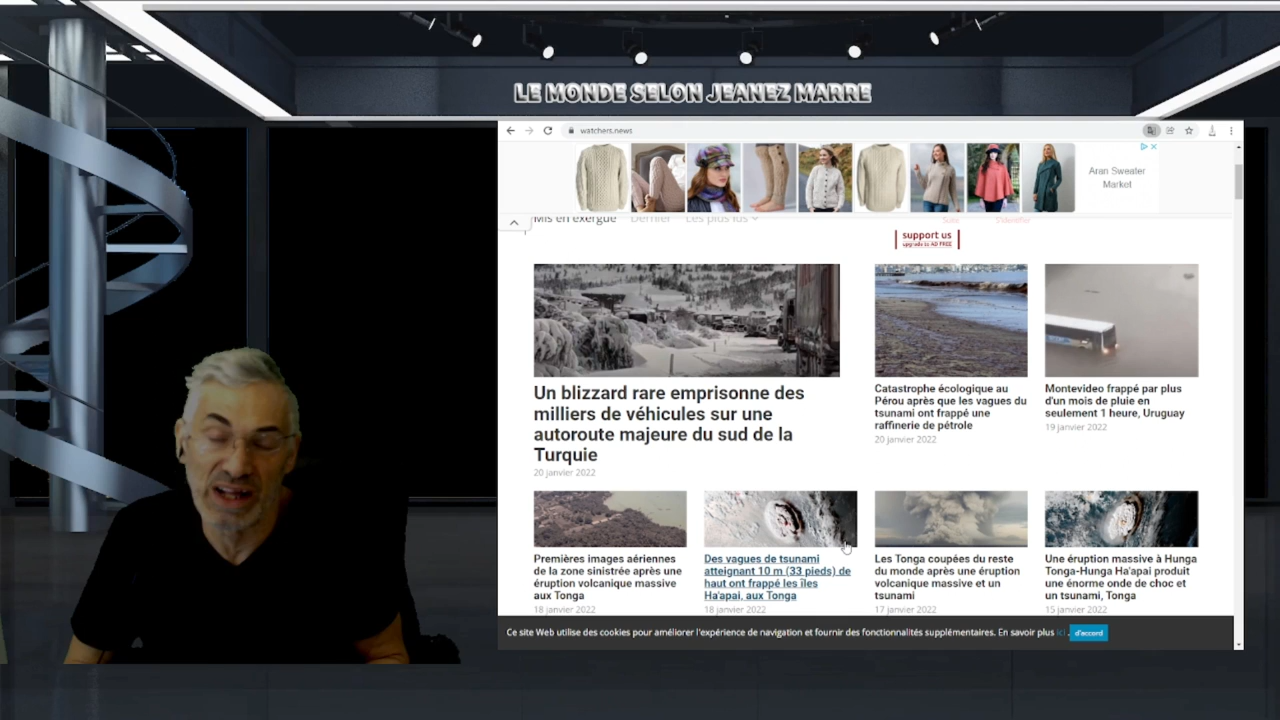 LE MONDE SELON JEANEZ MARRE
watchers.news
Aran Sweater
Market
Mis en exergue Dernier Les plus lus
S'identifier
support us
upgrade to AD FREE
Un blizzard rare emprisonne des
milliers de véhicules sur une
autoroute majeure du sud de la
Turquie
20 janvier 2022
Catastrophe écologique au
Pérou après que les vagues du
tsunami ont frappé une
raffinerie de pétrole
20 janvier 2022
Montevideo frappé par plus
d'un mois de pluie en
seulement 1 heure, Uruguay
19 janvier 2022
Premières images aériennes
de la zone sinistrée après une
éruption volcanique massive
aux Tonga
18 janvier 2022
Des vagues de tsunami
atteignant 10 m (33 pieds) de
haut ont frappé les îles
Ha'apai, aux Tonga
18 janvier 2022
Les Tonga coupées du reste
du monde après une éruption
volcanique massive et un
tsunami
17 janvier 2022
Une éruption massive à Hunga
Tonga-Hunga Ha'apai produit
une énorme onde de choc et
un tsunami, Tonga
15 janvier 2022
Ce site Web utilise des cookies pour améliorer l'expérience de navigation et fournir des fonctionnalités supplémentaires. En savoir plus ici . d'accord